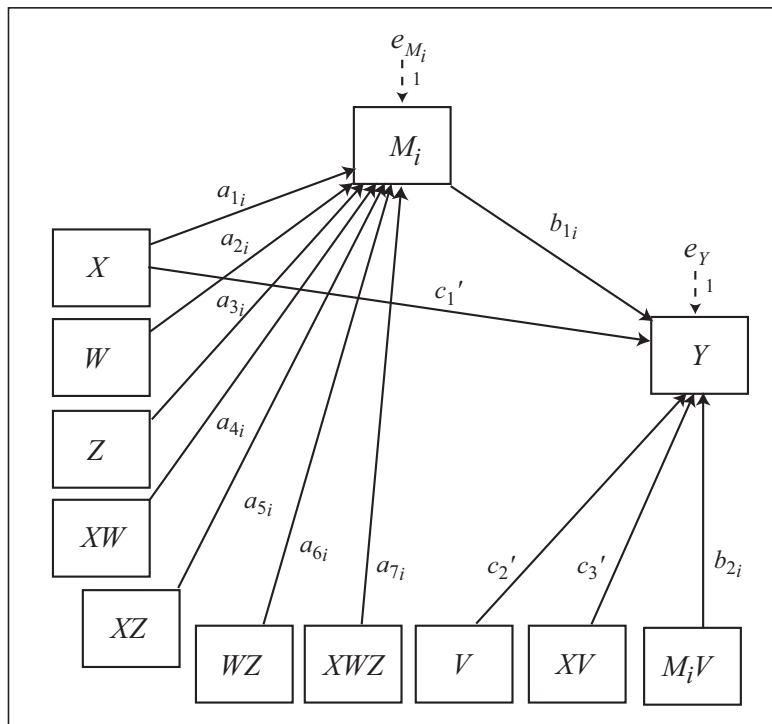 e_{M_i}
1
M_i
a_{1i}
a_{2i}
b_{1i}
X
e_Y
a_{3i}
c_1′
1
W
Y
Z
a_{4i}
XW
a_{5i}
a_{6i}
a_{7i}
c_2′
c_3′
b_{2i}
XZ
WZ
XWZ
V
XV
M_iV